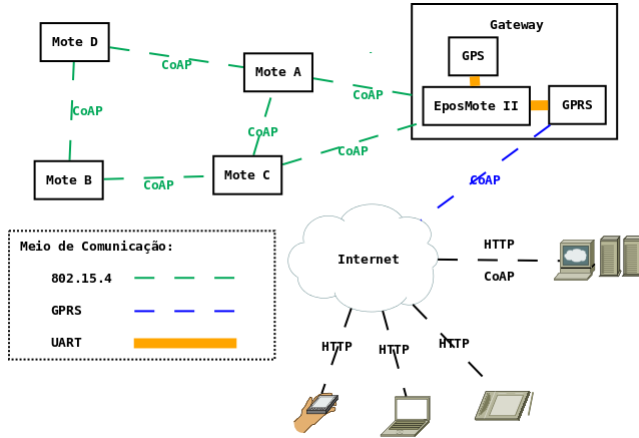 Gateway
Mote D
GPS
CoAP
Mote A
CoAP
EposMote II
GPRS
CoAP
CoAP
CoAP
Mote B
CoAP
Mote C
CoAP
Meio de Comunicação:
802.15.4
GPRS
UART
Internet
HTTP
CoAP
HTTP
HTTP
HTTP